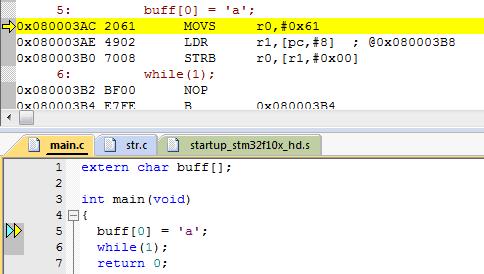 5:      buff[0] = 'a';
0x080003AC 2061      MOVS     r0,#0x61
0x080003AE 4902      LDR      r1,[pc,#8]  ; @0x080003B8
0x080003B0 7008      STRB     r0,[r1,#0x00]
6:      while(1);
0x080003B2 BF00      NOP
0x080003B4 E7FE      B        0x080003B4
main.c   str.c   startup_stm32f10x_hd.s
1 extern char buff[];
2
3 int main(void)
4 {
5   buff[0] = 'a';
6   while(1);
7   return 0;